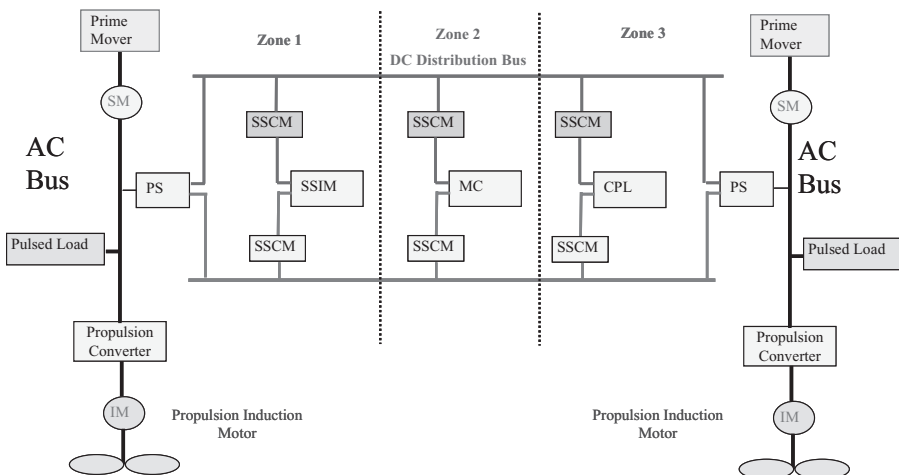 Prime
Mover
SM
AC
Bus
PS
Pulsed Load
Propulsion
Converter
IM
Propulsion Induction
Motor
Zone 1
Zone 2
Zone 3
DC Distribution Bus
SSCM
SSCM
SSCM
SSIM
MC
CPL
SSCM
SSCM
SSCM
Prime
Mover
SM
AC
Bus
PS
Pulsed Load
Propulsion
Converter
Propulsion Induction
Motor
IM